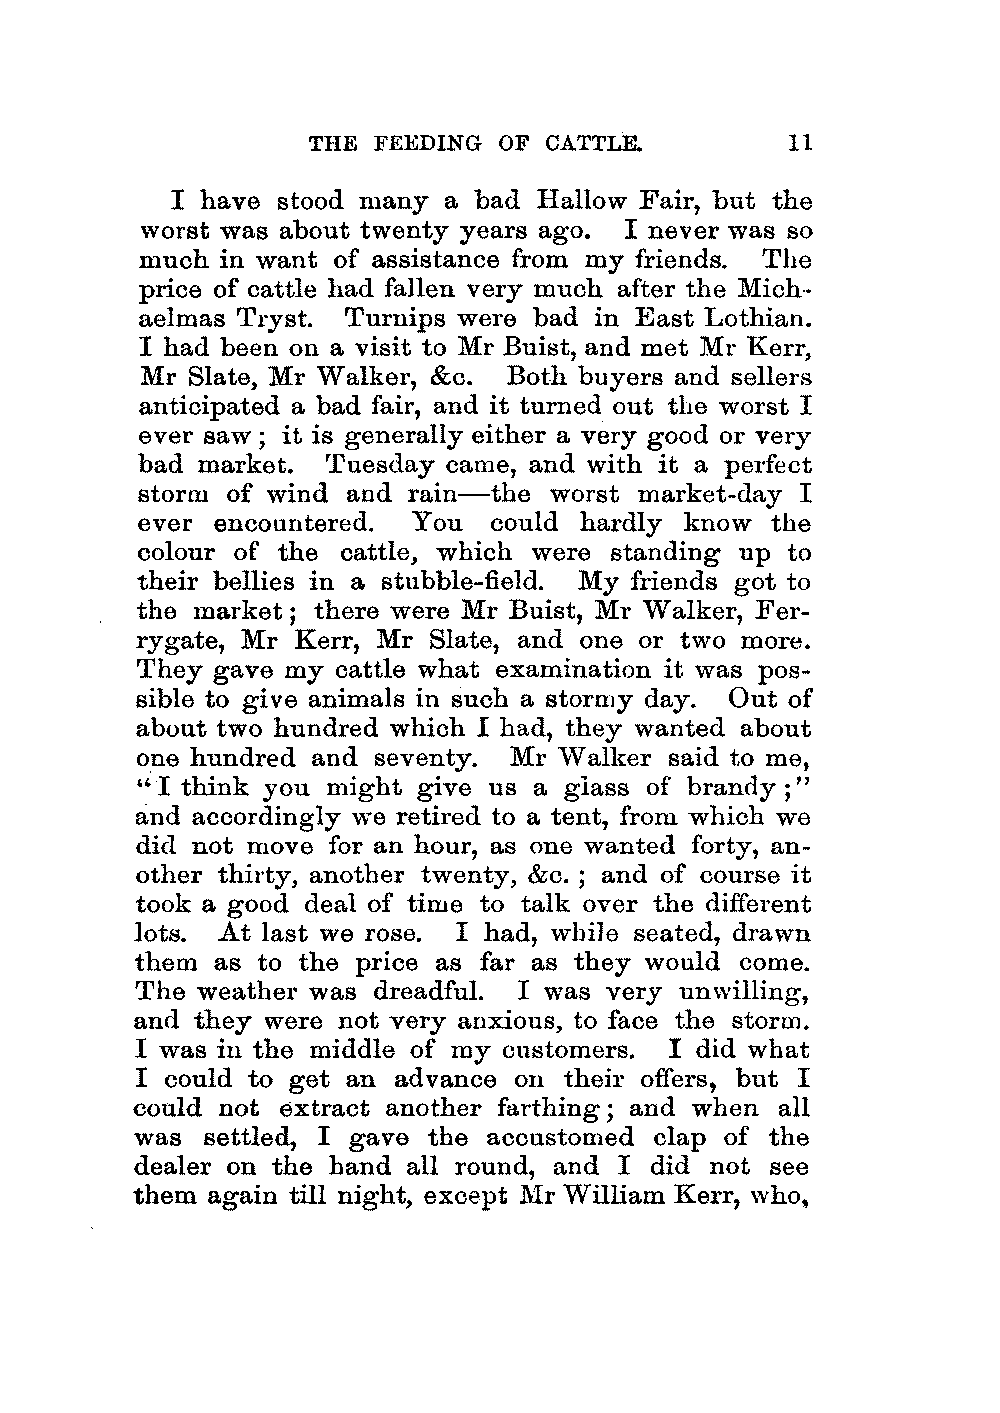 THE FEEDING OF CATTLE. 11
I have stood many a bad Hallow Fair, but the
worst was about twenty years ago. I never was so
much in want of assistance from my friends. The
price of cattle had fallen very much after the Mich-
aelmas Tryst. Turnips were bad in East Lothian.
I had been on a visit to Mr Buist, and met Mr Kerr,
Mr Slate, Mr Walker, &c. Both buyers and sellers
anticipated a bad fair, and it turned out the worst I
ever saw; it is generally either a very good or very
bad market. Tuesday came, and with it a perfect
storm of wind and rain—the worst market-day I
ever encountered. You could hardly know the
colour of the cattle, which were standing up to
their bellies in a stubble-field. My friends got to
the market; there were Mr Buist, Mr Walker, Fer-
rygate, Mr Kerr, Mr Slate, and one or two more.
They gave my cattle what examination it was pos-
sible to give animals in such a stormy day. Out of
about two hundred which I had, they wanted about
one hundred and seventy. Mr Walker said to me,
“I think you might give us a glass of brandy;”
and accordingly we retired to a tent, from which we
did not move for an hour, as one wanted forty, an-
other thirty, another twenty, &c.; and of course it
took a good deal of time to talk over the different
lots. At last we rose. I had, while seated, drawn
them as to the price as far as they would come.
The weather was dreadful. I was very unwilling,
and they were not very anxious, to face the storm.
I was in the middle of my customers. I did what
I could to get an advance on their offers, but I
could not extract another farthing; and when all
was settled, I gave the accustomed clap of the
dealer on the hand all round, and I did not see
them again till night, except Mr William Kerr, who,